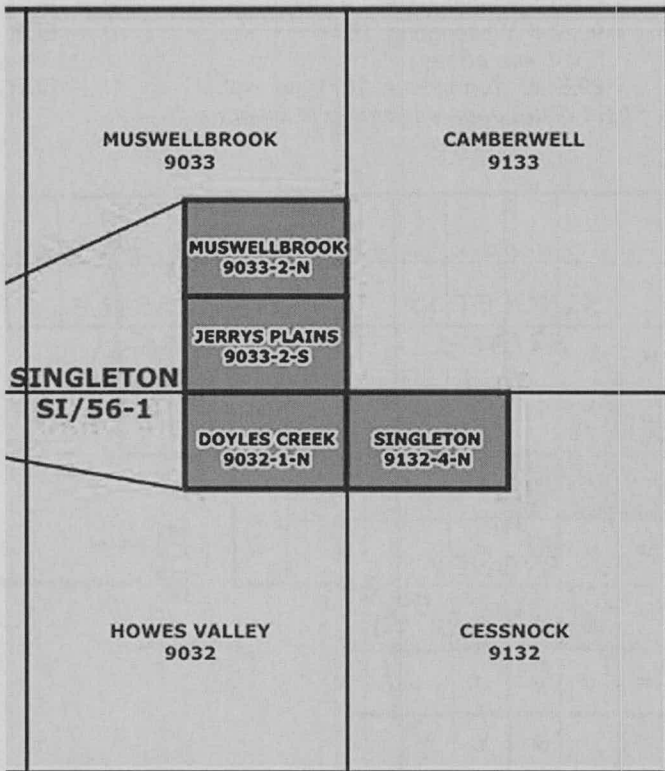 MUSWELLBROOK
9033
CAMBERWELL
9133
MUSWELLBROOK
9033-2-N
JERRYS PLAINS
9033-2-S
SINGLETON
SI/56-1
DOYLES CREEK
9032-1-N
SINGLETON
9132-4-N
HOWES VALLEY
9032
CESSNOCK
9132